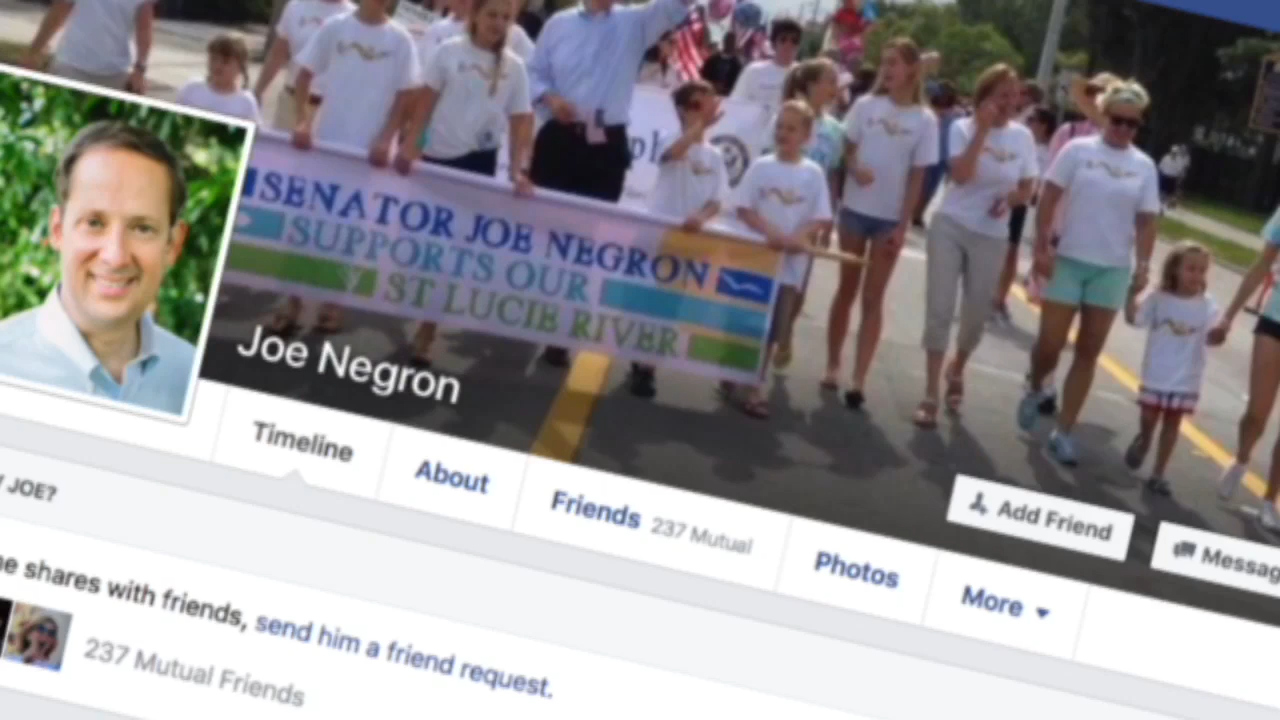 SENATOR JOE NEGRON
SUPPORTS OUR
ST LUCIE RIVER
Joe Negron
Timeline
About
Friends 237 Mutual
Photos
More
Add Friend
JOE?
shares with friends, send him a friend request.
237 Mutual Friends